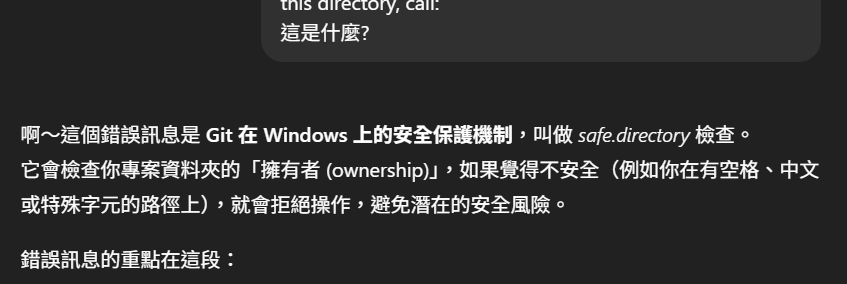 this directory, call:
這是什麼?
啊～這個錯誤訊息是 Git 在 Windows 上的安全保護機制，叫做 safe.directory 檢查。
它會檢查你專案資料夾的「擁有者 (ownership)」，如果覺得不安全（例如你在有空格、中文
或特殊字元的路徑上），就會拒絕操作，避免潛在的安全風險。
錯誤訊息的重點在這段：